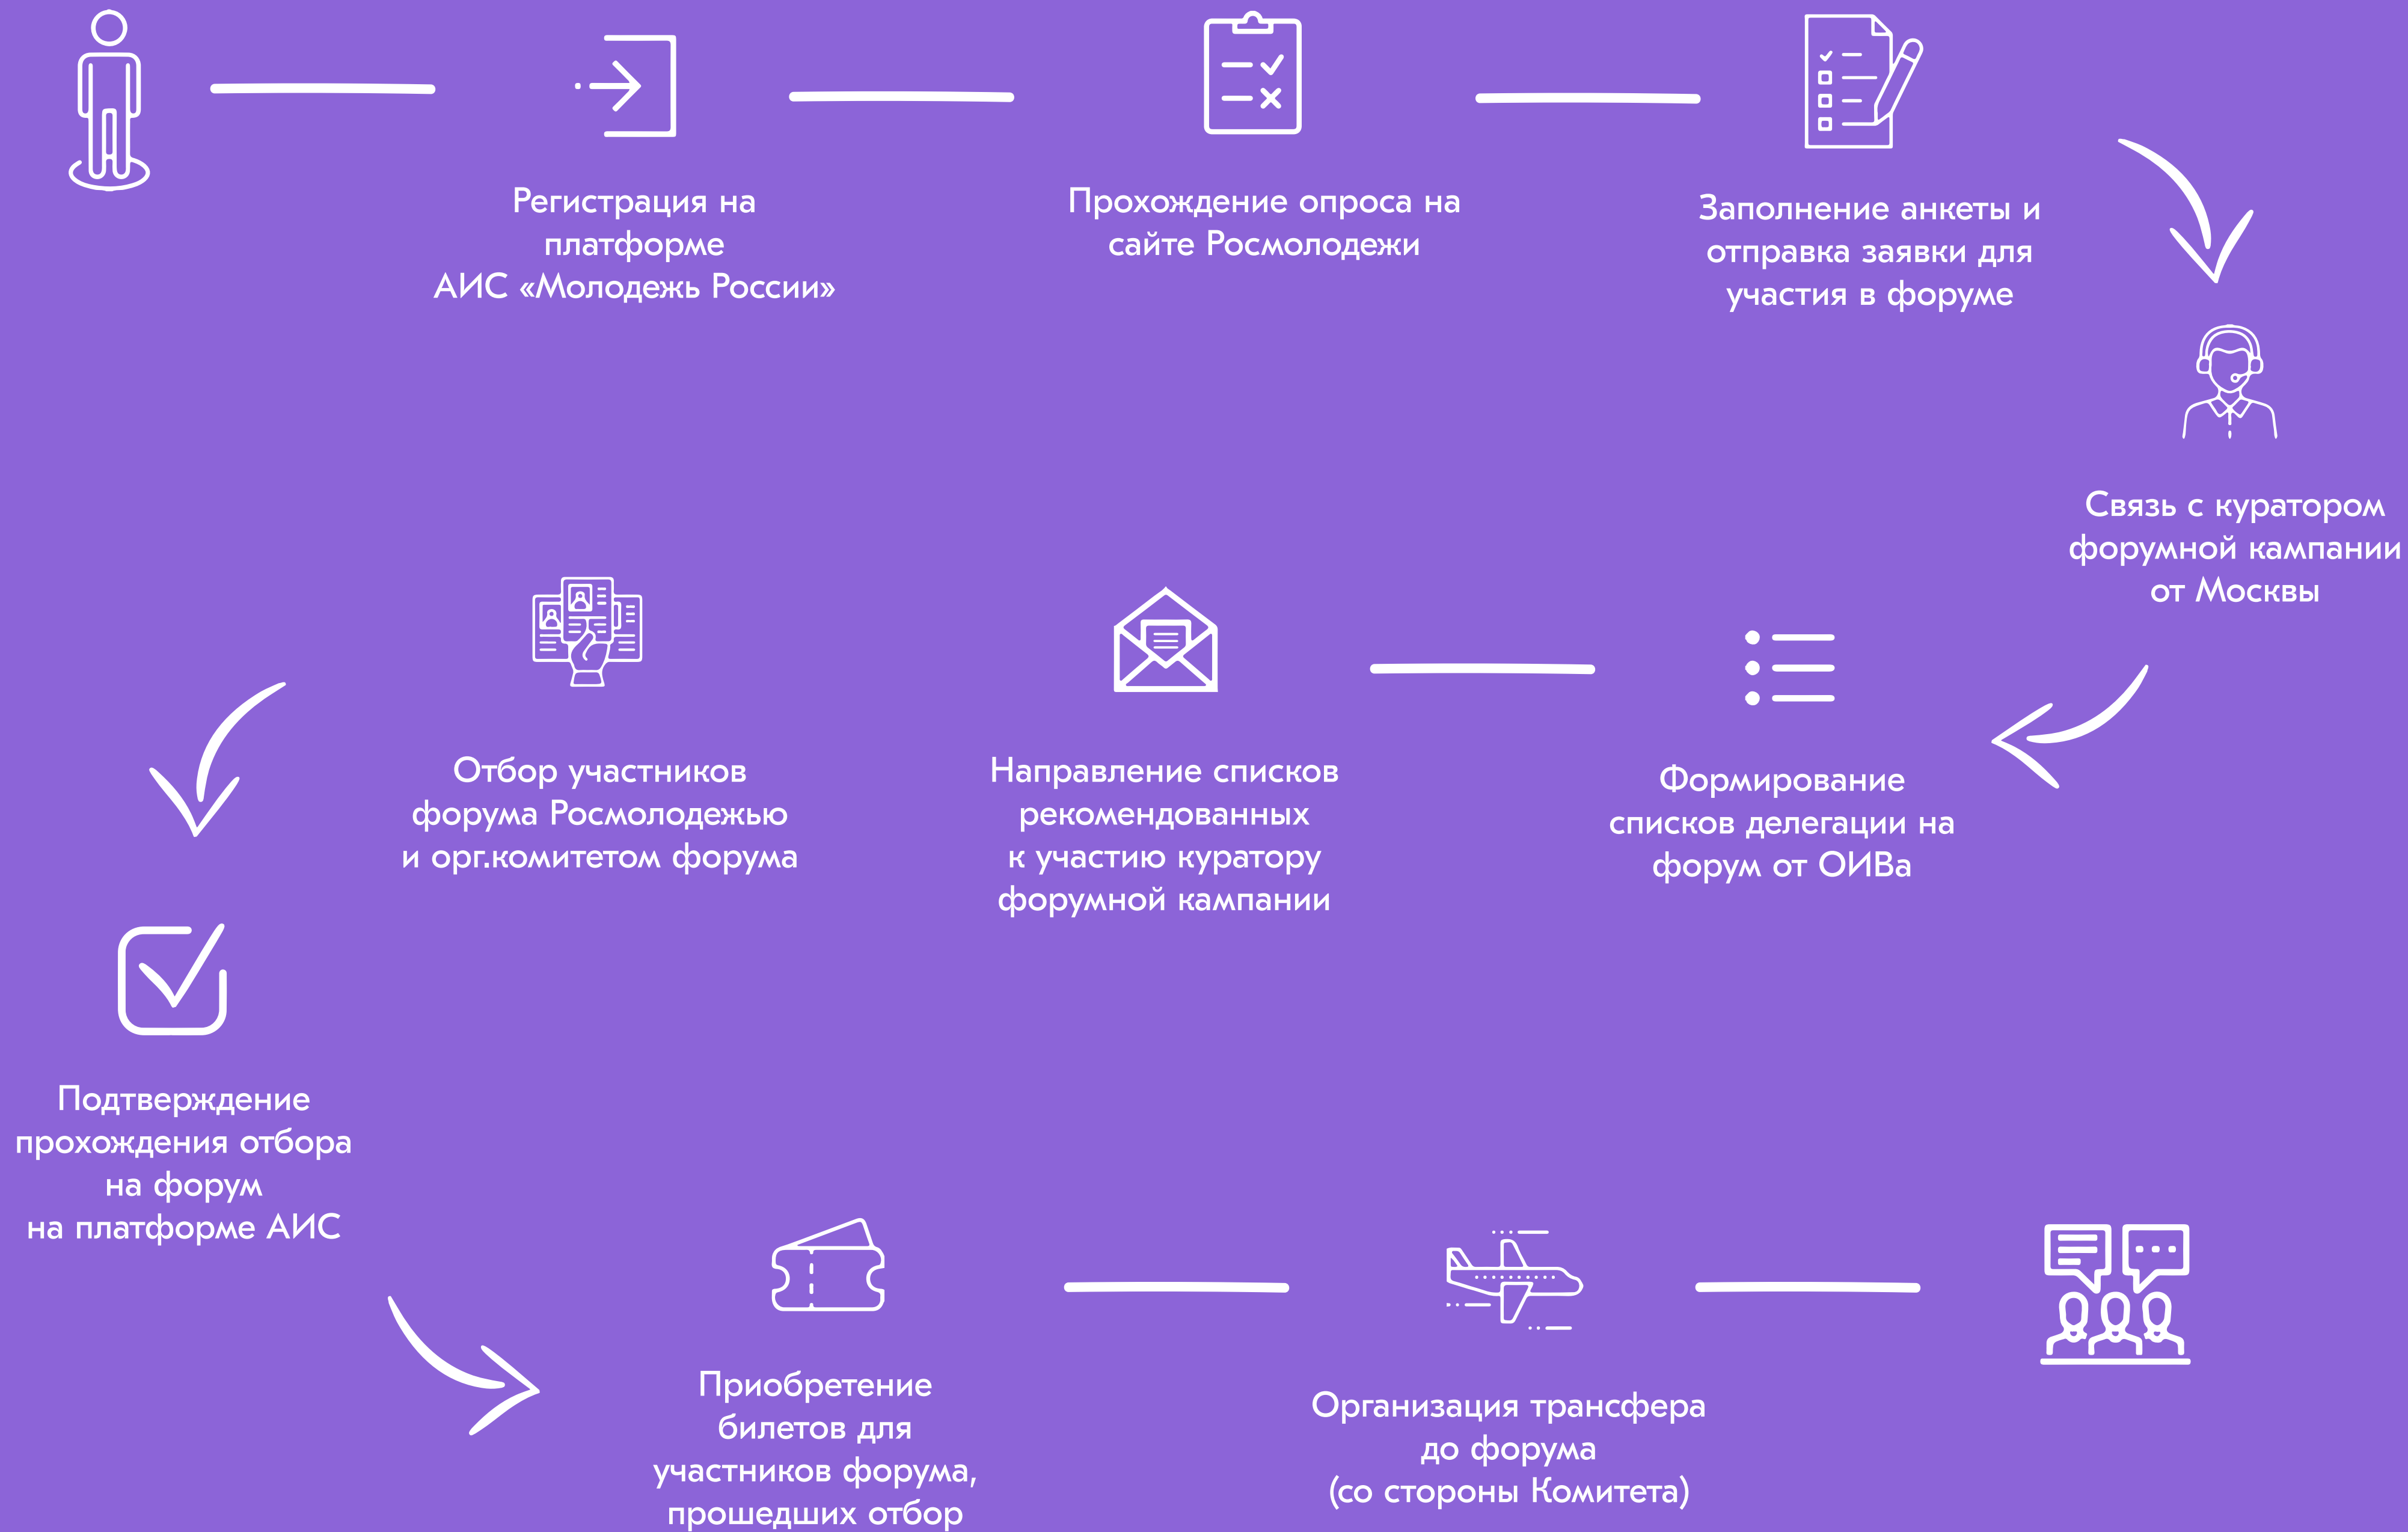 Регистрация на
платформе
АИС «Молодежь России»
Прохождение опроса на
сайте Росмолодежи
Заполнение анкеты и
отправка заявки для
участия в форуме
Связь с куратором
форумной кампании
от Москвы
Формирование
списков делегации на
форум от ОИВа
Направление списков
рекомендованных
к участию куратору
форумной кампании
Отбор участников
форума Росмолодежью
и орг.комитетом форума
Подтверждение
прохождения отбора
на форум
на платформе АИС
Приобретение
билетов для
участников форума,
прошедших отбор
Организация трансфера
до форума
(со стороны Комитета)